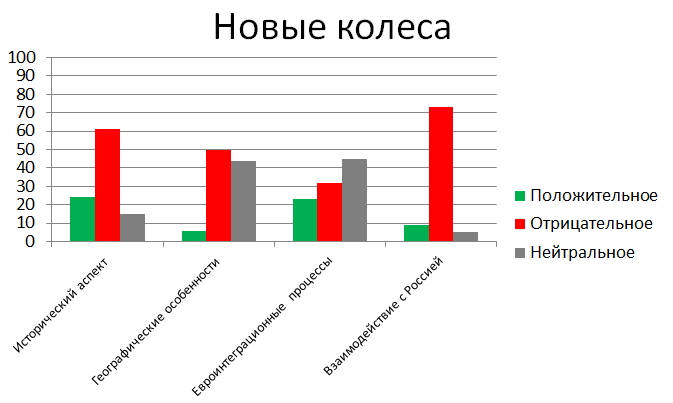 Новые колеса
100
90
80
70
60
50
40
30
20
10
0
Исторический аспект
Географические особенности
Евроинтеграционные процессы
Взаимодействие с Россией
Положительное
Отрицательное
Нейтральное